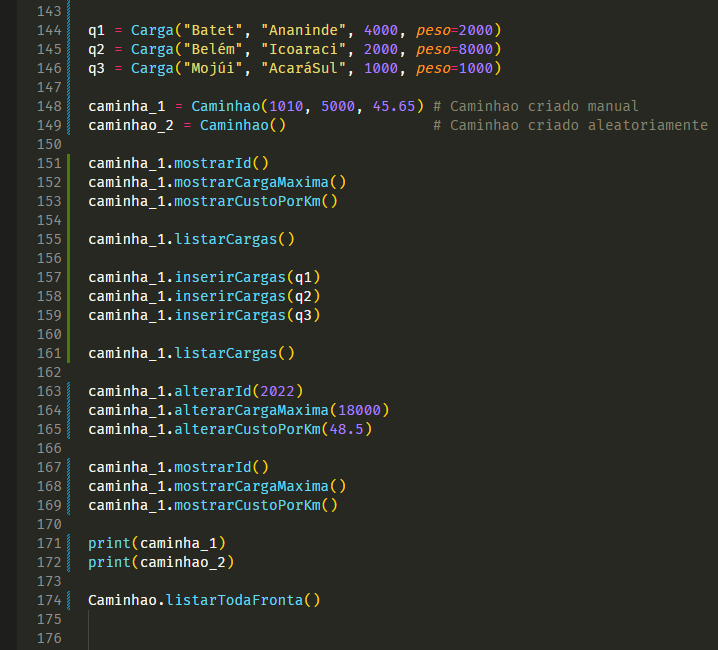 143
144 q1 = Carga("Batet", "Ananinde", 4000, peso=2000)
145 q2 = Carga("Belém", "Icoaraci", 2000, peso=8000)
146 q3 = Carga("Mojúi", "AcaráSul", 1000, peso=1000)
147
148 caminha_1 = Caminhao(1010, 5000, 45.65) # Caminhao criado manual
149 caminhao_2 = Caminhao()                 # Caminhao criado aleatoriamente
150
151 caminha_1.mostrarId()
152 caminha_1.mostrarCargaMaxima()
153 caminha_1.mostrarCustoPorKm()
154
155 caminha_1.listarCargas()
156
157 caminha_1.inserirCargas(q1)
158 caminha_1.inserirCargas(q2)
159 caminha_1.inserirCargas(q3)
160
161 caminha_1.listarCargas()
162
163 caminha_1.alterarId(2022)
164 caminha_1.alterarCargaMaxima(18000)
165 caminha_1.alterarCustoPorKm(48.5)
166
167 caminha_1.mostrarId()
168 caminha_1.mostrarCargaMaxima()
169 caminha_1.mostrarCustoPorKm()
170
171 print(caminha_1)
172 print(caminhao_2)
173
174 Caminhao.listarTodaFronta()
175
176